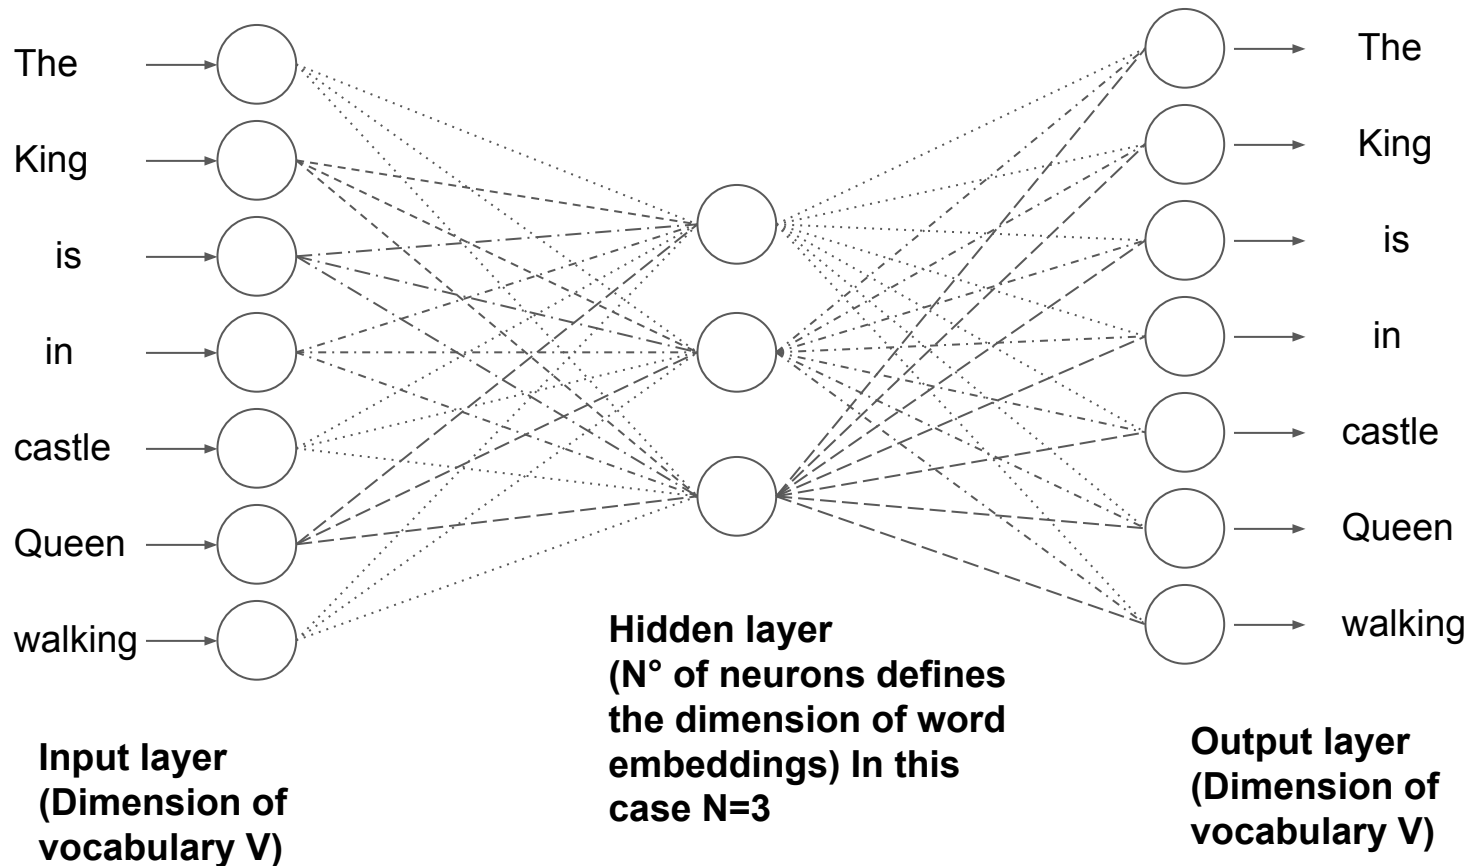 The
King
is
in
castle
Queen
walking
Input layer
(Dimension of
vocabulary V)
Hidden layer
(N° of neurons defines
the dimension of word
embeddings) In this
case N=3
The
King
is
in
castle
Queen
walking
Output layer
(Dimension of
vocabulary V)